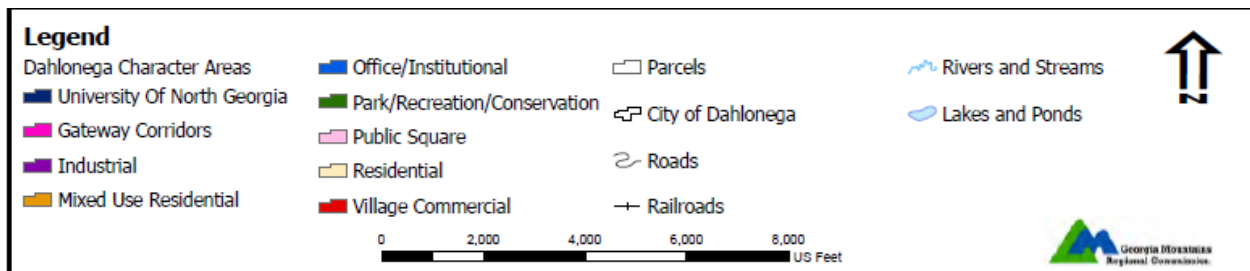 Legend
Dahlonega Character Areas
University Of North Georgia
Gateway Corridors
Industrial
Mixed Use Residential
Office/Institutional
Park/Recreation/Conservation
Public Square
Residential
Village Commercial
Parcels
City of Dahlonega
Roads
Railroads
Rivers and Streams
Lakes and Ponds
N
0 2,000 4,000 6,000 8,000
US Feet
Georgia Mountains
Regional Commission